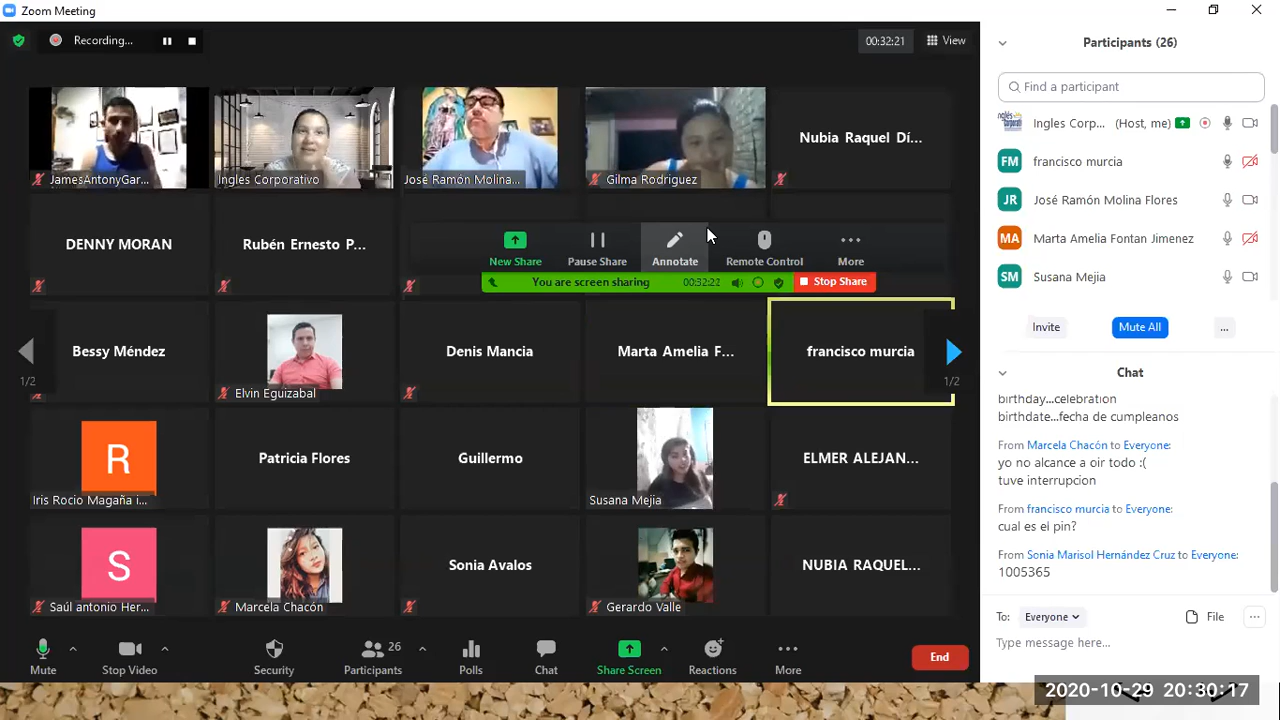 Zoom Meeting
Recording...
00:32:21
View
JamesAntonyGar...
Ingles Corporativo
José Ramón Molina...
Gilma Rodriguez
Nubia Raquel Dí...
DENNY MORAN
Rubén Ernesto P...
New Share
Pause Share
Annotate
Remote Control
More
You are screen sharing
00:32:22
Stop Share
1/2
Bessy Méndez
Elvin Eguizabal
Denis Mancia
Marta Amelia F...
francisco murcia
1/2
R
Iris Rocio Magaña i...
Patricia Flores
Guillermo
Susana Mejia
ELMER ALEJAN...
S
Saúl antonio Her...
Marcela Chacón
Sonia Avalos
Gerardo Valle
NUBIA RAQUEL...
Mute
Stop Video
Security
Participants
26
Polls
Chat
Share Screen
Reactions
More
End
Participants (26)
Find a participant
Ingles Corp... (Host, me)
FM francisco murcia
JR José Ramón Molina Flores
MA Marta Amelia Fontan Jimenez
SM Susana Mejia
Invite
Mute All
...
Chat
birthday...celebration
birthdate...fecha de cumpleanos
From Marcela Chacón to Everyone:
yo no alcance a oir todo :(
tuve interrupcion
From francisco murcia to Everyone:
cual es el pin?
From Sonia Marisol Hernández Cruz to Everyone:
1005365
To: Everyone
File
...
Type message here...
2020-10-29 20:30:17